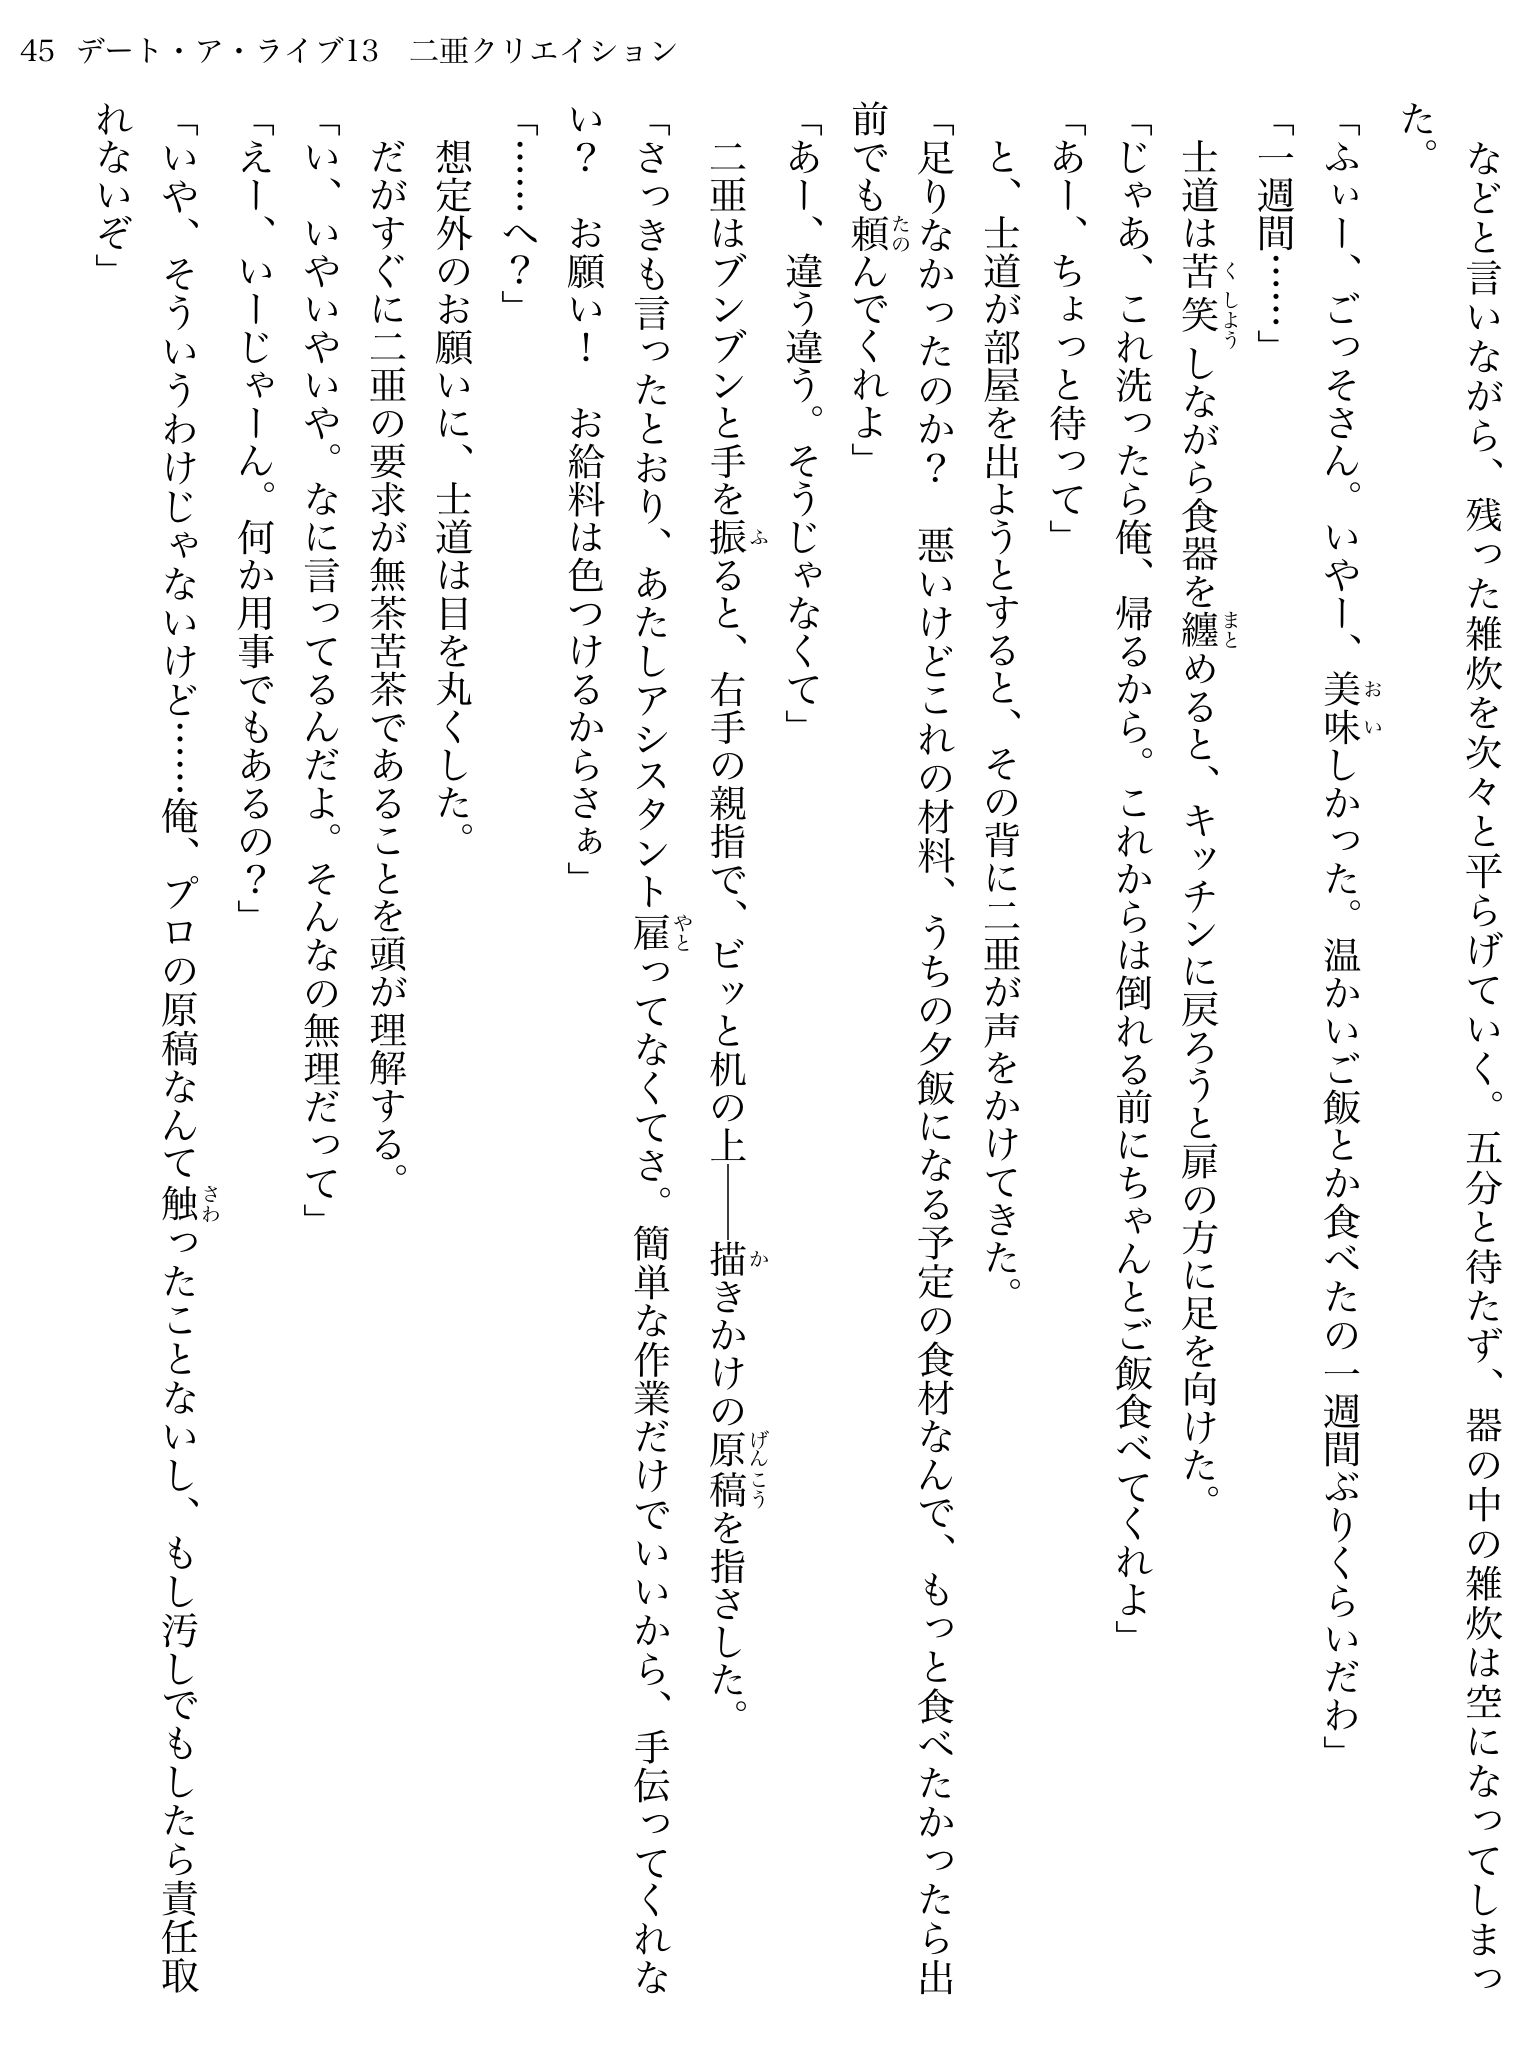 45 デート・ア・ライブ13　二亜クリエイション
　などと言いながら、残った雑炊を次々と平らげていく。五分と待たず、器の中の雑炊は空になってしまっ
た。
「ふぃー、ごっそさん。いやー、美味しかった。温かいご飯とか食べたの一週間ぶりくらいだわ」
「一週間……」
　士道は苦笑しながら食器を纏めると、キッチンに戻ろうと扉の方に足を向けた。
「じゃあ、これ洗ったら俺、帰るから。これからは倒れる前にちゃんとご飯食べてくれよ」
「あー、ちょっと待って」
　と、士道が部屋を出ようとすると、その背に二亜が声をかけてきた。
「足りなかったのか？　悪いけどこれの材料、うちの夕飯になる予定の食材なんで、もっと食べたかったら出
前でも頼んでくれよ」
「あー、違う違う。そうじゃなくて」
　二亜はブンブンと手を振ると、右手の親指で、ビッと机の上――描きかけの原稿を指さした。
「さっきも言ったとおり、あたしアシスタント雇ってなくてさ。簡単な作業だけでいいから、手伝ってくれな
い？　お願い！　お給料は色つけるからさぁ」
「……へ？」
　想定外のお願いに、士道は目を丸くした。
　だがすぐに二亜の要求が無茶苦茶であることを頭が理解する。
「い、いやいやいや。なに言ってるんだよ。そんなの無理だって」
「えー、いーじゃーん。何か用事でもあるの？」
「いや、そういうわけじゃないけど……俺、プロの原稿なんて触ったことないし、もし汚しでもしたら責任取
れないぞ」